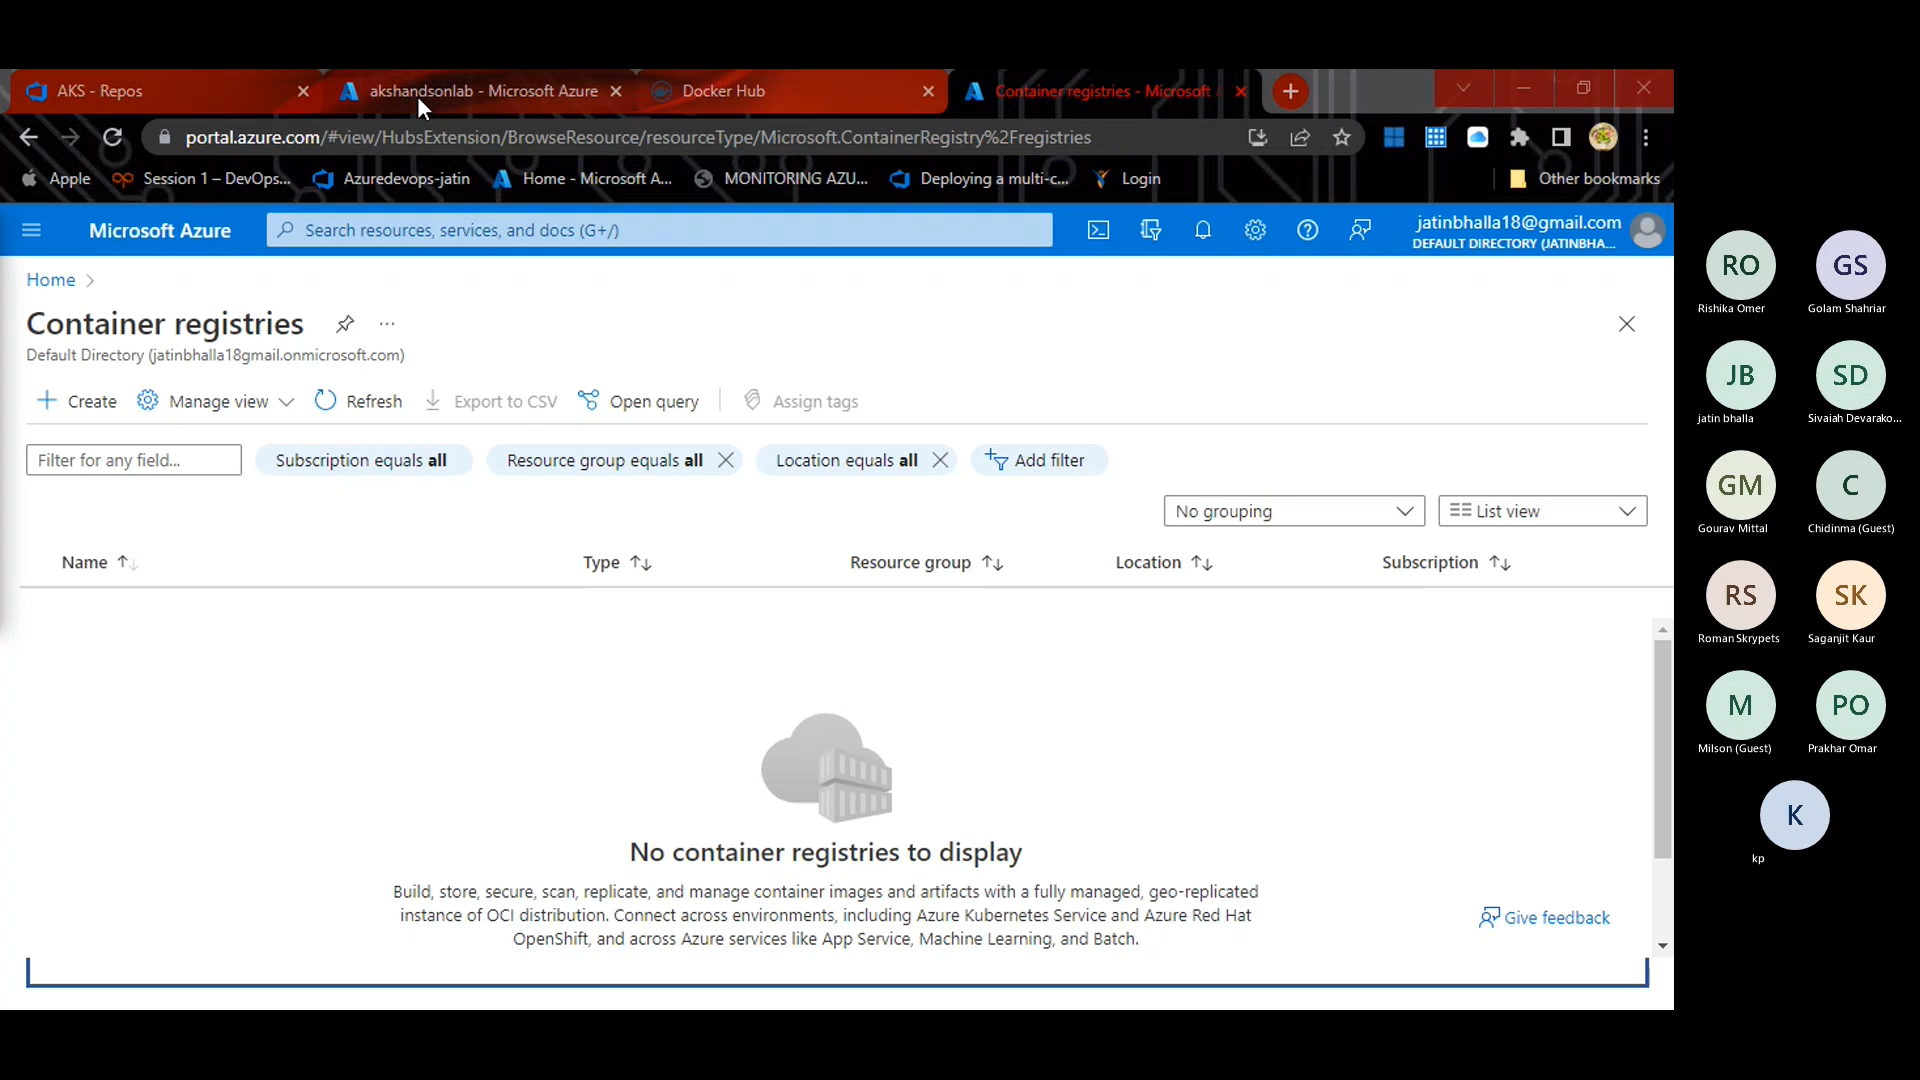 AKS - Repos
akshandsonlab - Microsoft Azure
Docker Hub
Container registries - Microsoft
portal.azure.com/#view/HubsExtension/BrowseResource/resourceType/Microsoft.ContainerRegistry%2Fregistries
Apple
Session 1 – DevOps...
Azuredevops-jatin
Home - Microsoft A...
MONITORING AZU...
Deploying a multi-c...
Login
Other bookmarks
Microsoft Azure
Search resources, services, and docs (G+/)
jatinbhalla18@gmail.com
DEFAULT DIRECTORY (JATINBHA...
Home
Container registries
Default Directory (jatinbhalla18gmail.onmicrosoft.com)
Create
Manage view
Refresh
Export to CSV
Open query
Assign tags
Filter for any field...
Subscription equals all
Resource group equals all
Location equals all
Add filter
No grouping
List view
Name
Type
Resource group
Location
Subscription
No container registries to display
Build, store, secure, scan, replicate, and manage container images and artifacts with a fully managed, geo-replicated
instance of OCI distribution. Connect across environments, including Azure Kubernetes Service and Azure Red Hat
OpenShift, and across Azure services like App Service, Machine Learning, and Batch.
Give feedback
RO
Rishika Omer
GS
Golam Shahriar
JB
jatin bhalla
SD
Sivaiah Devarako...
GM
Gourav Mittal
C
Chidinma (Guest)
RS
Roman Skrypets
SK
Saganjit Kaur
M
Milson (Guest)
PO
Prakhar Omar
K
kp